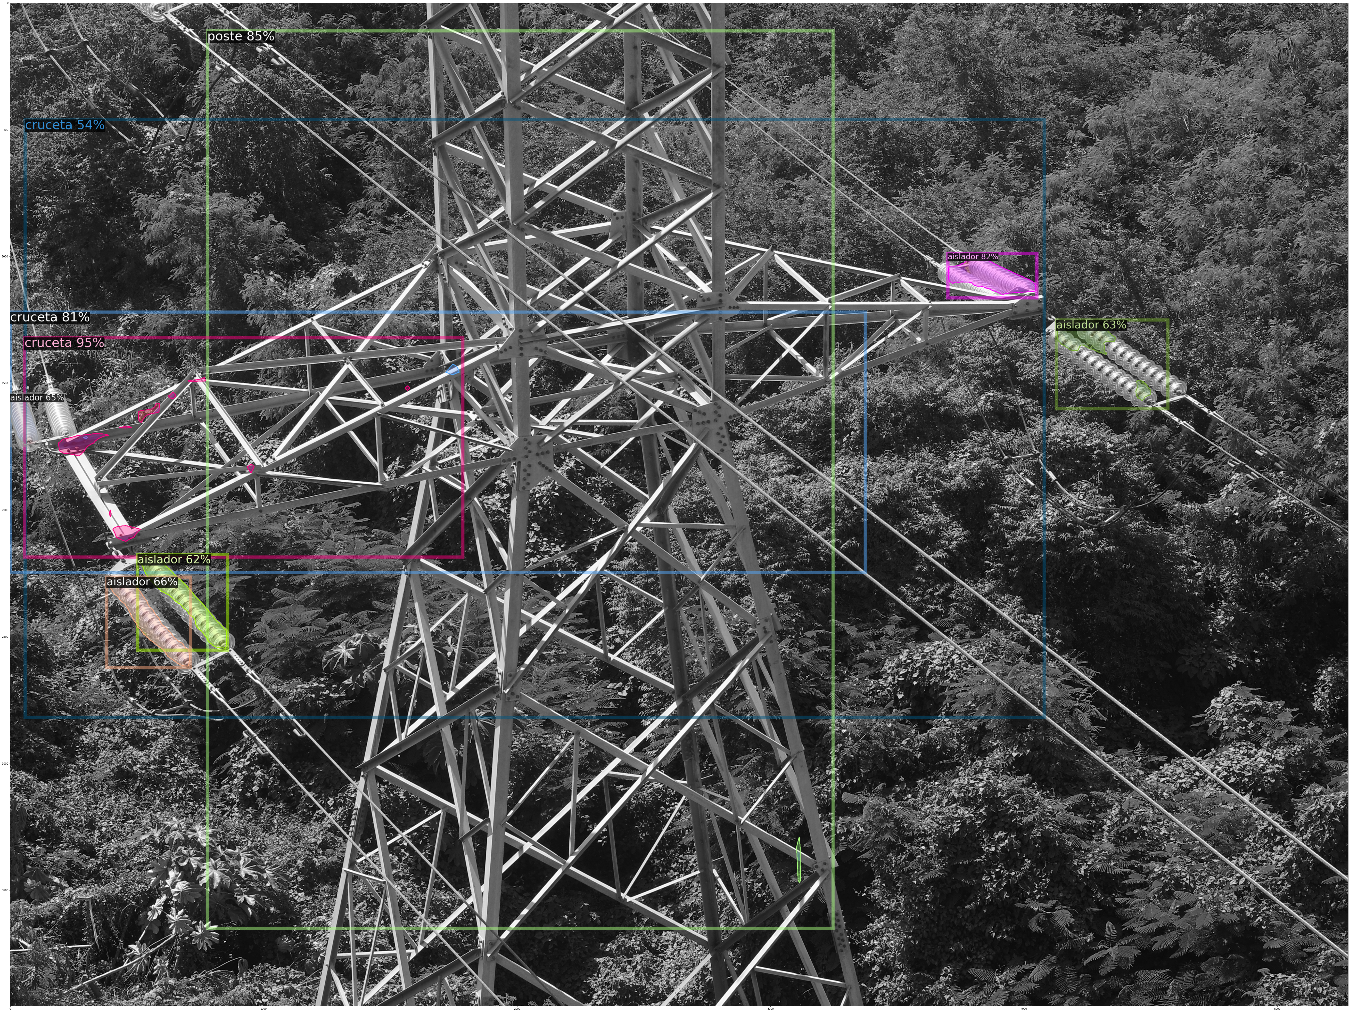 poste 85%
cruceta 54%
aislador 82%
cruceta 81%
aislador 63%
cruceta 95%
aislador 65%
aislador 62%
aislador 66%